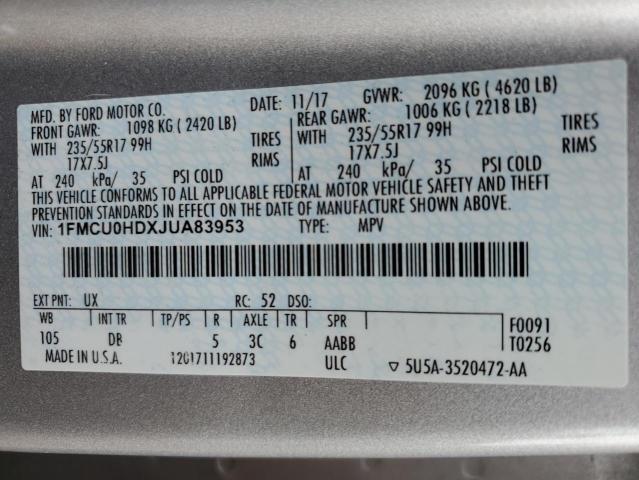 MFD. BY FORD MOTOR CO. DATE: 11/17 GVWR: 2096 KG ( 4620 LB)
FRONT GAWR: 1098 KG ( 2420 LB) REAR GAWR: 1006 KG ( 2218 LB)
WITH 235/55R17 99H TIRES WITH 235/55R17 99H TIRES
17X7.5J RIMS 17X7.5J RIMS
AT 240 kPa/ 35 PSI COLD AT 240 kPa/ 35 PSI COLD
THIS VEHICLE CONFORMS TO ALL APPLICABLE FEDERAL MOTOR VEHICLE SAFETY AND THEFT
PREVENTION STANDARDS IN EFFECT ON THE DATE OF MANUFACTURE SHOWN ABOVE.
VIN: 1FMCU0HDXJUA83953 TYPE: MPV
EXT PNT: UX RC: 52 DSO:
WB INT TR TP/PS R AXLE TR SPR F0091
105 DB 5 3C 6 AABB T0256
MADE IN U.S.A. 1201711192873 ULC ▽ 5U5A-3520472-AA